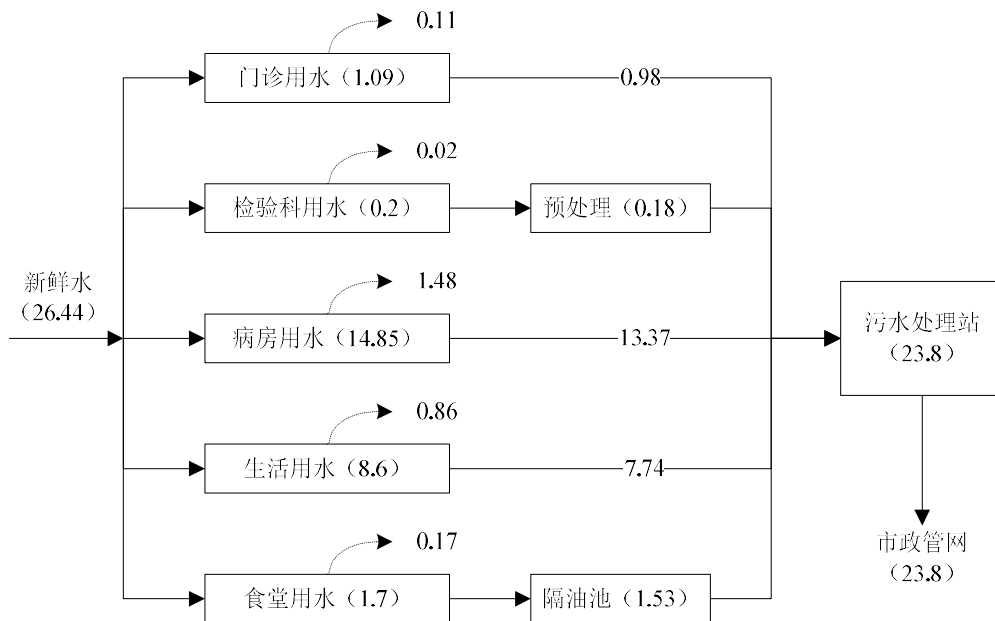 0.11
门诊用水（1.09）
0.98
0.02
检验科用水（0.2）
预处理（0.18）
新鲜水
（26.44）
1.48
病房用水（14.85）
13.37
污水处理站
（23.8）
0.86
生活用水（8.6）
7.74
0.17
食堂用水（1.7）
隔油池（1.53）
市政管网
（23.8）